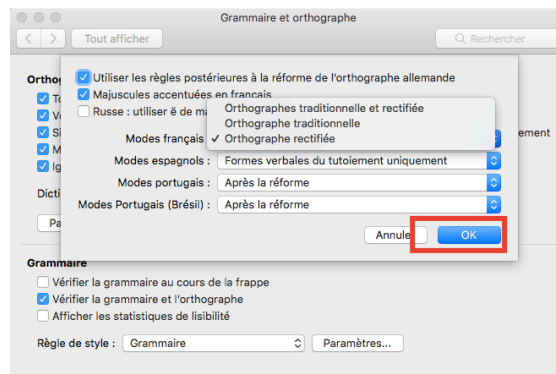 Grammaire et orthographe
Tout afficher
Rechercher
Utiliser les règles postérieures à la réforme de l'orthographe allemande
Majuscules accentuées en français
Russe : utiliser ë de ma
Orthographes traditionnelle et rectifiée
Orthographe traditionnelle
Modes français
✓ Orthographe rectifiée
ement
Modes espagnols : Formes verbales du tutoiement uniquement
Modes portugais : Après la réforme
Dicti
Modes Portugais (Brésil) : Après la réforme
Pa
Annule
OK
Grammaire
Vérifier la grammaire au cours de la frappe
Vérifier la grammaire et l'orthographe
Afficher les statistiques de lisibilité
Règle de style : Grammaire
Paramètres...